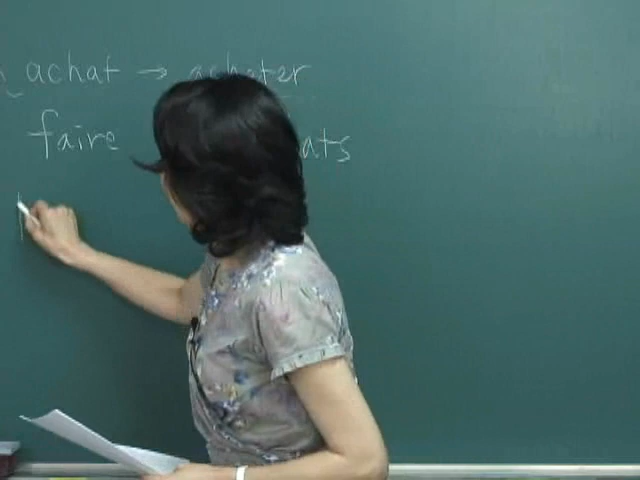 achat → acheter
faire ats